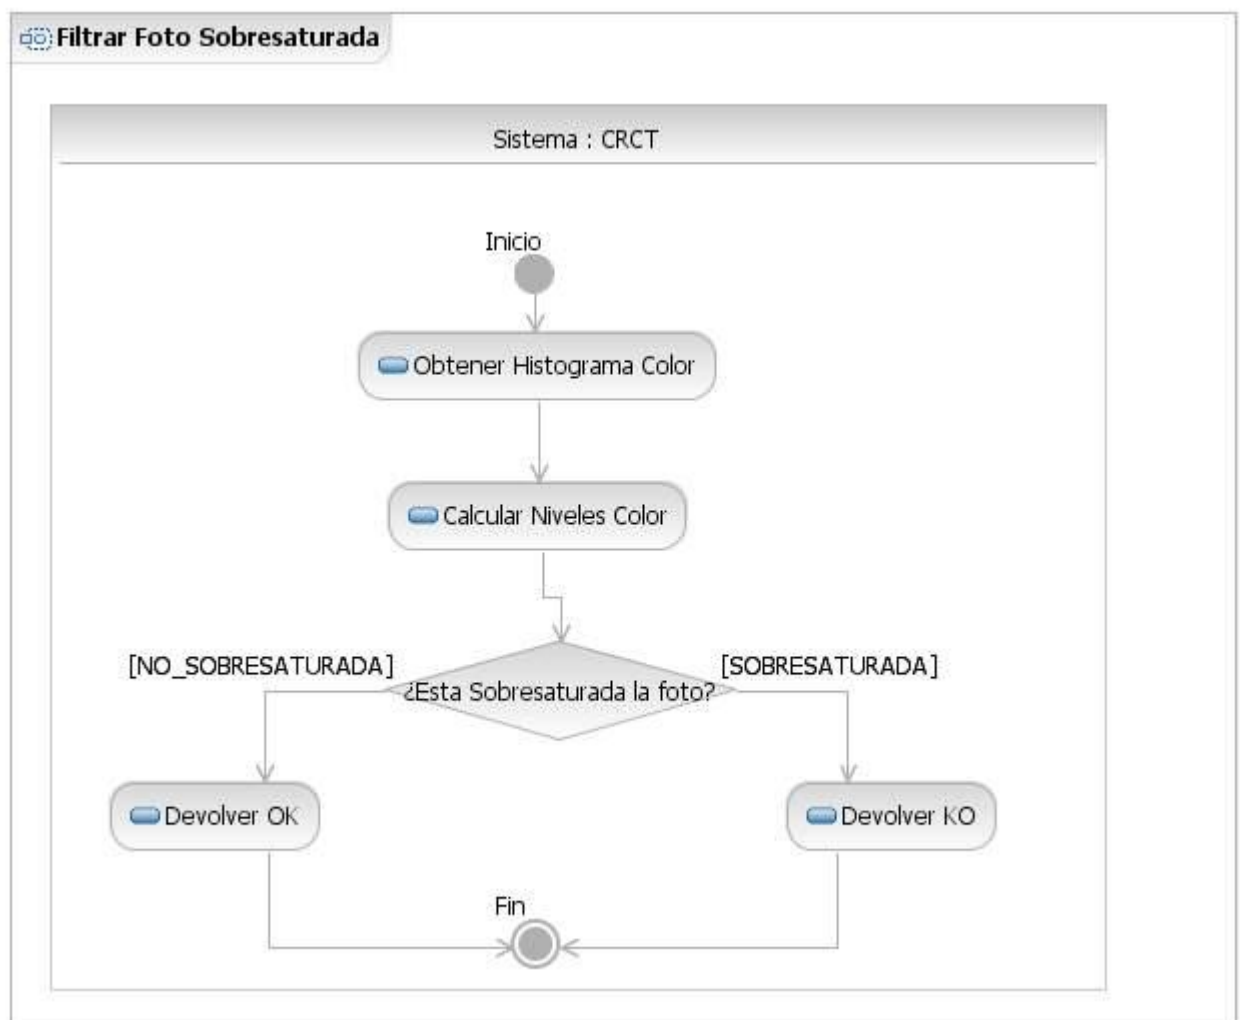 Filtrar Foto Sobresaturada
Sistema : CRCT
Inicio
Obtener Histograma Color
Calcular Niveles Color
[NO_SOBRESATURADA]
[SOBRESATURADA]
¿Esta Sobresaturada la foto?
Devolver OK
Devolver KO
Fin